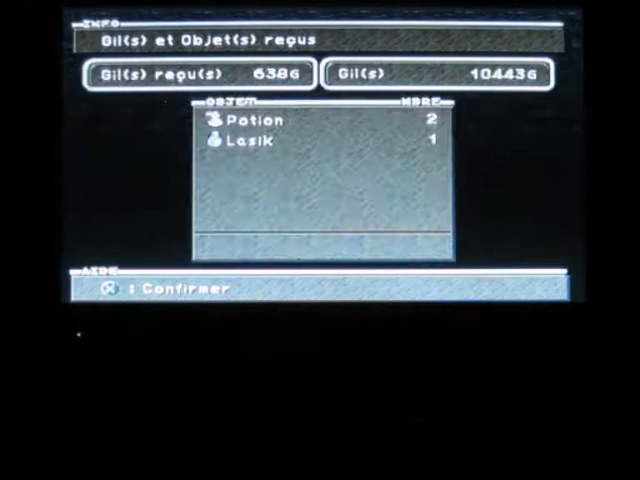 INFO
Gil(s) et Objet(s) reçus
Gil(s) reçu(s) 638G
Gil(s) 10443G
OBJET NBRE
Potion 2
Lasik 1
AIDE
: Confirmer